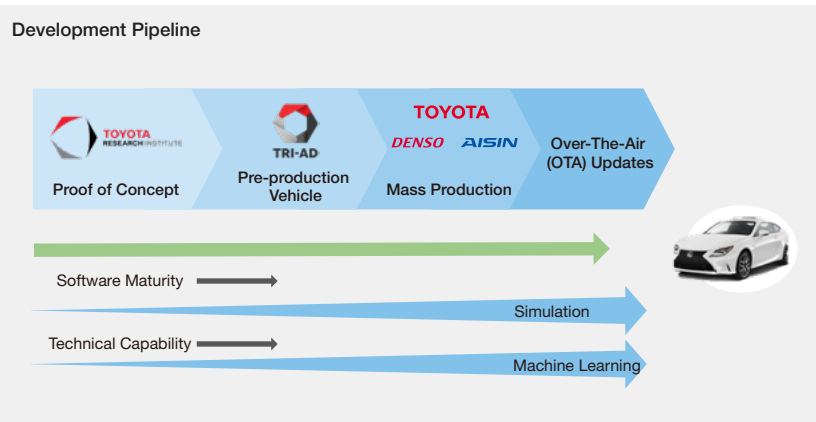 Development Pipeline
TOYOTA
RESEARCH INSTITUTE
Proof of Concept
TRI-AD
Pre-production
Vehicle
TOYOTA
DENSO AISIN
Mass Production
Over-The-Air
(OTA) Updates
Software Maturity
Simulation
Technical Capability
Machine Learning